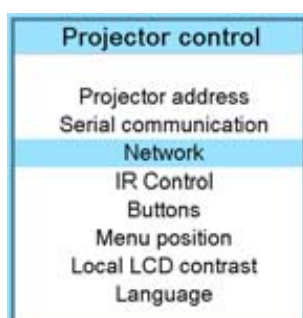 Projector control
Projector address
Serial communication
Network
IR Control
Buttons
Menu position
Local LCD contrast
Language